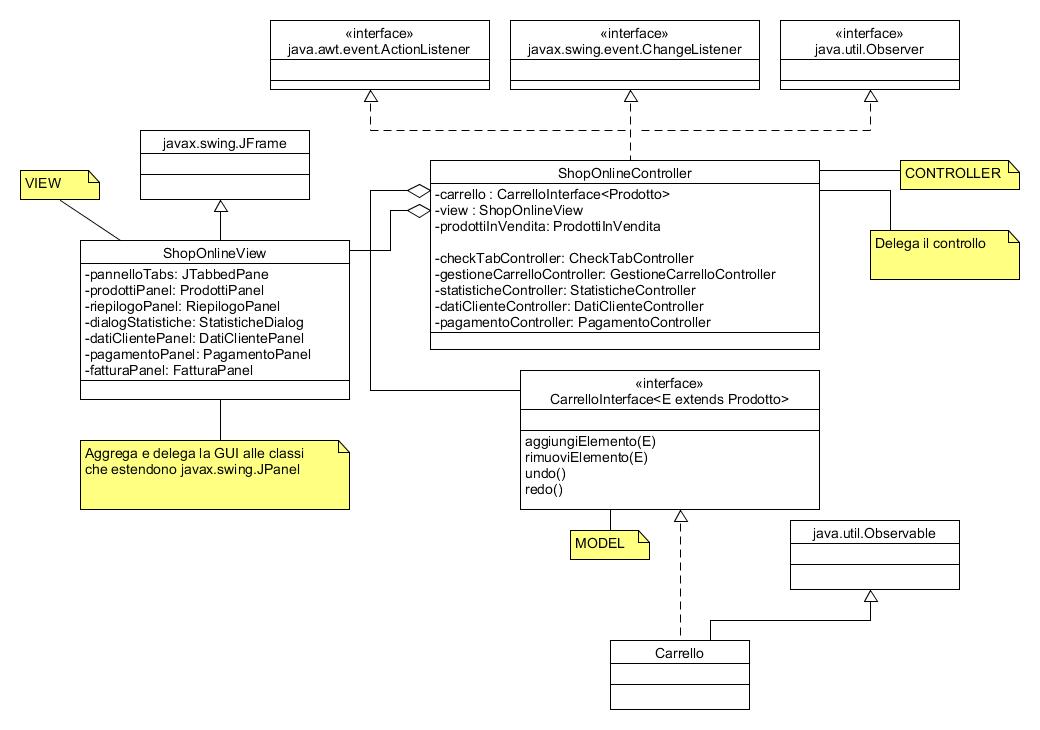 «interface»
java.awt.event.ActionListener
«interface»
javax.swing.event.ChangeListener
«interface»
java.util.Observer
javax.swing.JFrame
VIEW
ShopOnlineController
-carrello : CarrelloInterface<Prodotto>
-view : ShopOnlineView
-prodottiInVendita: ProdottiInVendita
-checkTabController: CheckTabController
-gestioneCarrelloController: GestioneCarrelloController
-statisticheController: StatisticheController
-datiClienteController: DatiClienteController
-pagamentoController: PagamentoController
CONTROLLER
Delega il controllo
ShopOnlineView
-pannelloTabs: JTabbedPane
-prodottiPanel: ProdottiPanel
-riepilogoPanel: RiepilogoPanel
-dialogStatistiche: StatisticheDialog
-datiClientePanel: DatiClientePanel
-pagamentoPanel: PagamentoPanel
-fatturaPanel: FatturaPanel
Aggrega e delega la GUI alle classi
che estendono javax.swing.JPanel
«interface»
CarrelloInterface<E extends Prodotto>
aggiungiElemento(E)
rimuoviElemento(E)
undo()
redo()
MODEL
java.util.Observable
Carrello